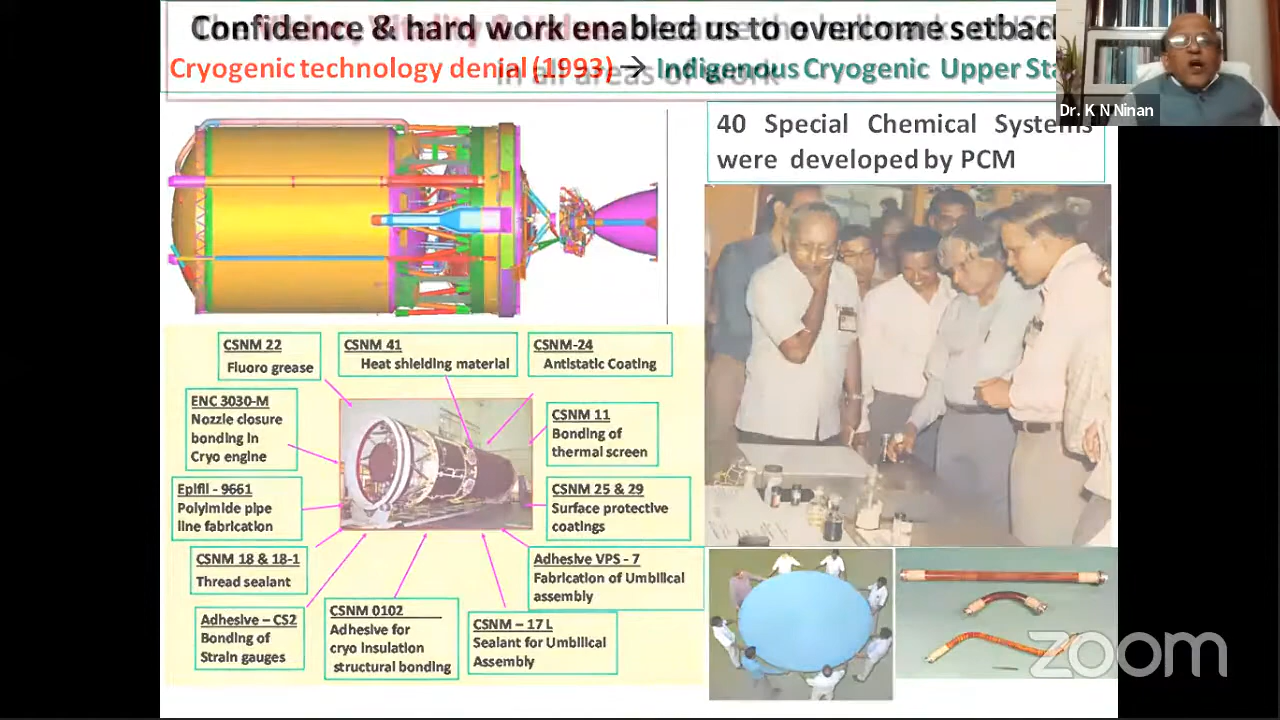 Confidence & hard work enabled us to overcome setbac
Cryogenic technology denial (1993) → Indigenous Cryogenic Upper Sta
in all areas of work
Dr. K N Ninan
40 Special Chemical Systems
were developed by PCM
CSNM 22
Fluoro grease
CSNM 41
Heat shielding material
CSNM-24
Antistatic Coating
ENC 3030-M
Nozzle closure
bonding in
Cryo engine
CSNM 11
Bonding of
thermal screen
Epifil - 9661
Polyimide pipe
line fabrication
CSNM 25 & 29
Surface protective
coatings
CSNM 18 & 18-1
Thread sealant
Adhesive VPS - 7
Fabrication of Umbilical
assembly
Adhesive – CS2
Bonding of
Strain gauges
CSNM 0102
Adhesive for
cryo insulation
structural bonding
CSNM – 17 L
Sealant for Umbilical
Assembly
zoom